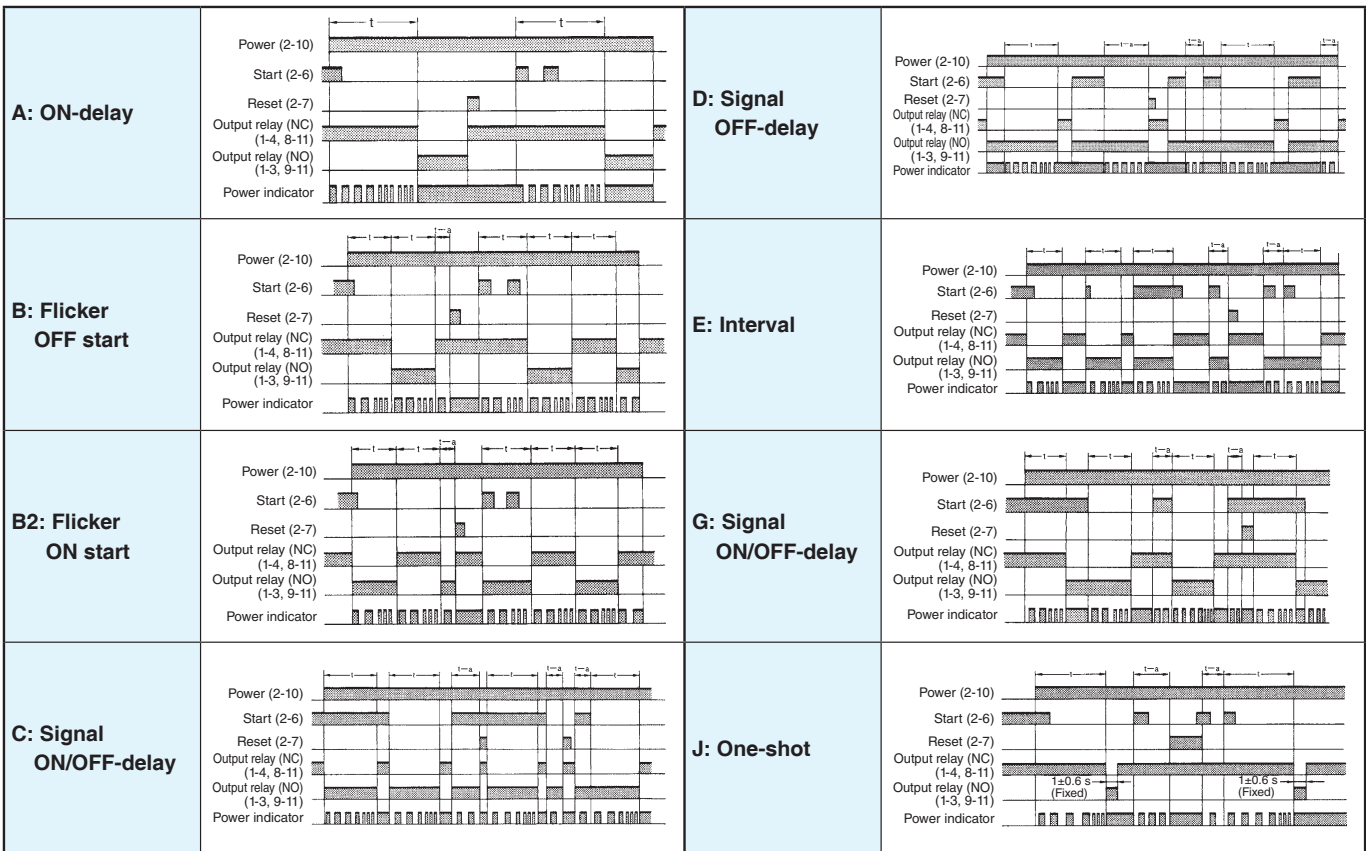 A: ON-delay
t t
Power (2-10)
Start (2-6)
Reset (2-7)
Output relay (NC)
(1-4, 8-11)
Output relay (NO)
(1-3, 9-11)
Power indicator
D: Signal
OFF-delay
t t-a t-a t t-a
Power (2-10)
Start (2-6)
Reset (2-7)
Output relay (NC)
(1-4, 8-11)
Output relay (NO)
(1-3, 9-11)
Power indicator
B: Flicker
OFF start
t t t-a t t t
Power (2-10)
Start (2-6)
Reset (2-7)
Output relay (NC)
(1-4, 8-11)
Output relay (NO)
(1-3, 9-11)
Power indicator
E: Interval
t t t t-a t-a t
Power (2-10)
Start (2-6)
Reset (2-7)
Output relay (NC)
(1-4, 8-11)
Output relay (NO)
(1-3, 9-11)
Power indicator
B2: Flicker
ON start
t t t-a t t t
Power (2-10)
Start (2-6)
Reset (2-7)
Output relay (NC)
(1-4, 8-11)
Output relay (NO)
(1-3, 9-11)
Power indicator
G: Signal
ON/OFF-delay
t t t-a t t-a t
Power (2-10)
Start (2-6)
Reset (2-7)
Output relay (NC)
(1-4, 8-11)
Output relay (NO)
(1-3, 9-11)
Power indicator
C: Signal
ON/OFF-delay
t t t-a t t-a t-a t
Power (2-10)
Start (2-6)
Reset (2-7)
Output relay (NC)
(1-4, 8-11)
Output relay (NO)
(1-3, 9-11)
Power indicator
J: One-shot
t t-a t-a t
Power (2-10)
Start (2-6)
Reset (2-7)
Output relay (NC)
(1-4, 8-11)
Output relay (NO)
(1-3, 9-11)
1±0.6 s
(Fixed)
1±0.6 s
(Fixed)
Power indicator